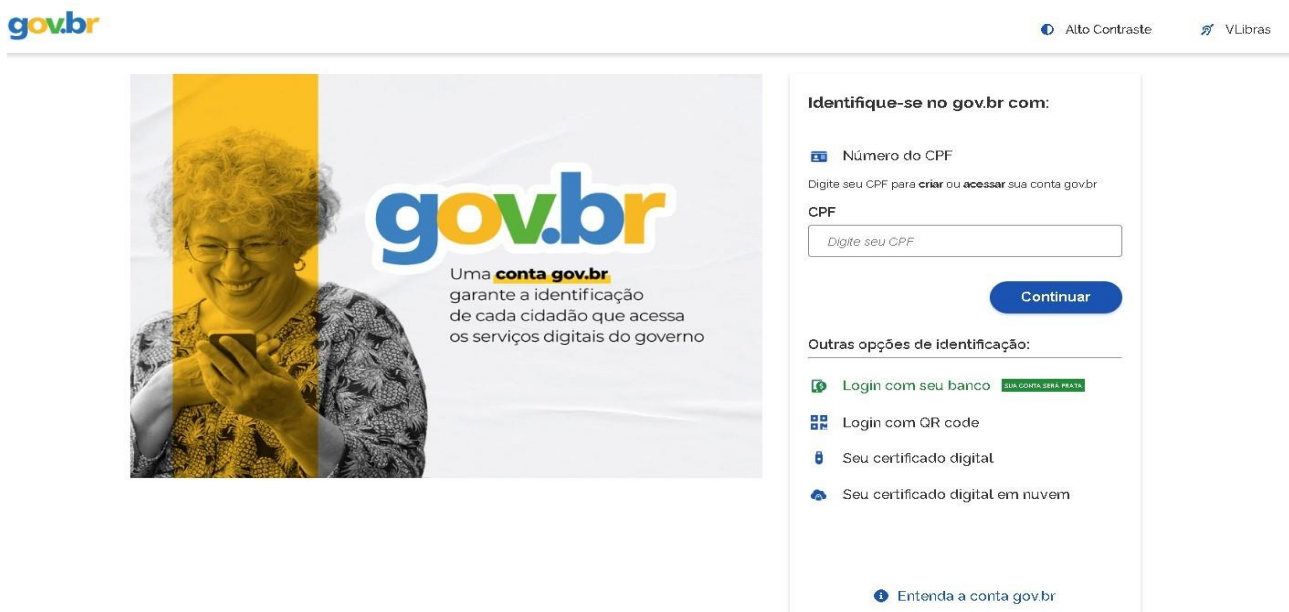 gov.br
Alto Contraste
VLibras
gov.br
Uma conta gov.br
garante a identificação
de cada cidadão que acessa
os serviços digitais do governo
Identifique-se no gov.br com:
Número do CPF
Digite seu CPF para criar ou acessar sua conta gov.br
CPF
Digite seu CPF
Continuar
Outras opções de identificação:
Login com seu banco SUA CONTA SERÁ PRATA
Login com QR code
Seu certificado digital
Seu certificado digital em nuvem
Entenda a conta gov.br